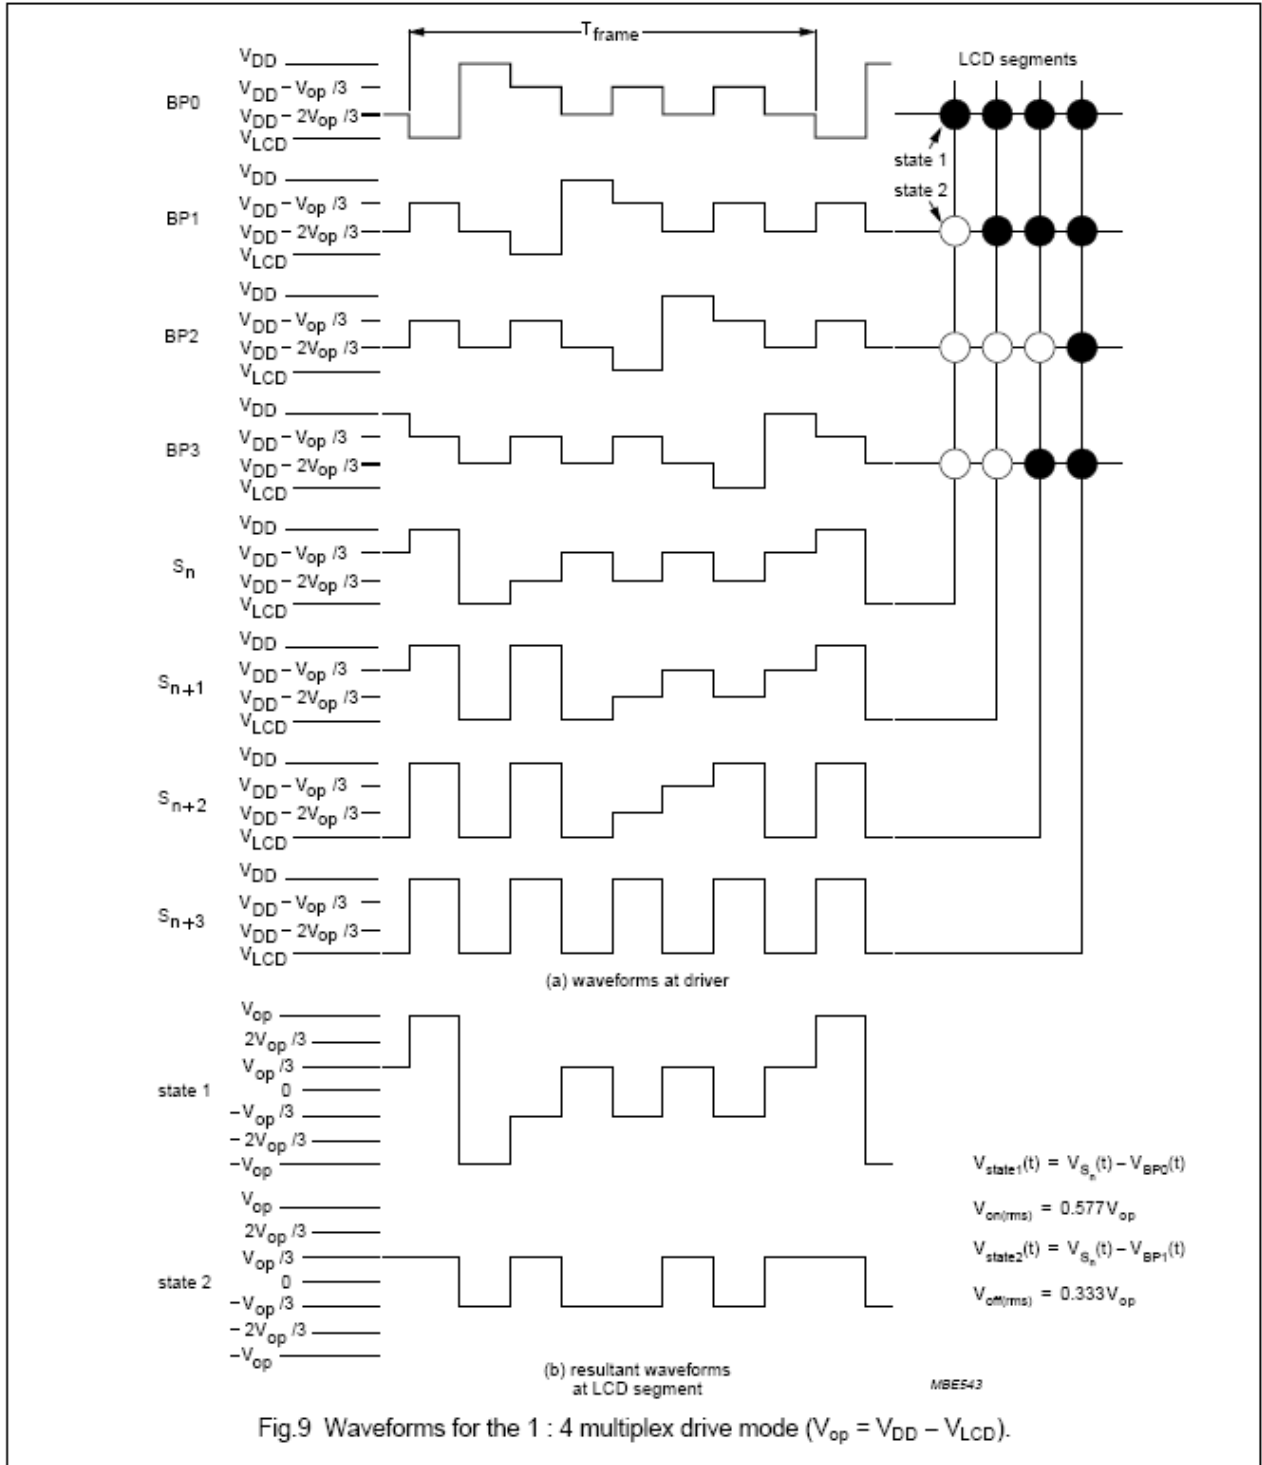 T frame
LCD segments
BP0
VDD
VDD – Vop /3
VDD – 2Vop /3
VLCD
state 1
state 2
BP1
VDD
VDD – Vop /3
VDD – 2Vop /3
VLCD
BP2
VDD
VDD – Vop /3
VDD – 2Vop /3
VLCD
BP3
VDD
VDD – Vop /3
VDD – 2Vop /3
VLCD
Sn
VDD
VDD – Vop /3
VDD – 2Vop /3
VLCD
Sn+1
VDD
VDD – Vop /3
VDD – 2Vop /3
VLCD
Sn+2
VDD
VDD – Vop /3
VDD – 2Vop /3
VLCD
Sn+3
VDD
VDD – Vop /3
VDD – 2Vop /3
VLCD
(a) waveforms at driver
state 1
Vop
2Vop /3
Vop /3
0
–Vop /3
–2Vop /3
–Vop
state 2
Vop
2Vop /3
Vop /3
0
–Vop /3
–2Vop /3
–Vop
Vstate1(t) = VSn(t) – VBP0(t)
Von(rms) = 0.577Vop
Vstate2(t) = VSn(t) – VBP1(t)
Voff(rms) = 0.333Vop
(b) resultant waveforms
at LCD segment
MBE543
Fig.9 Waveforms for the 1 : 4 multiplex drive mode (Vop = VDD – VLCD).